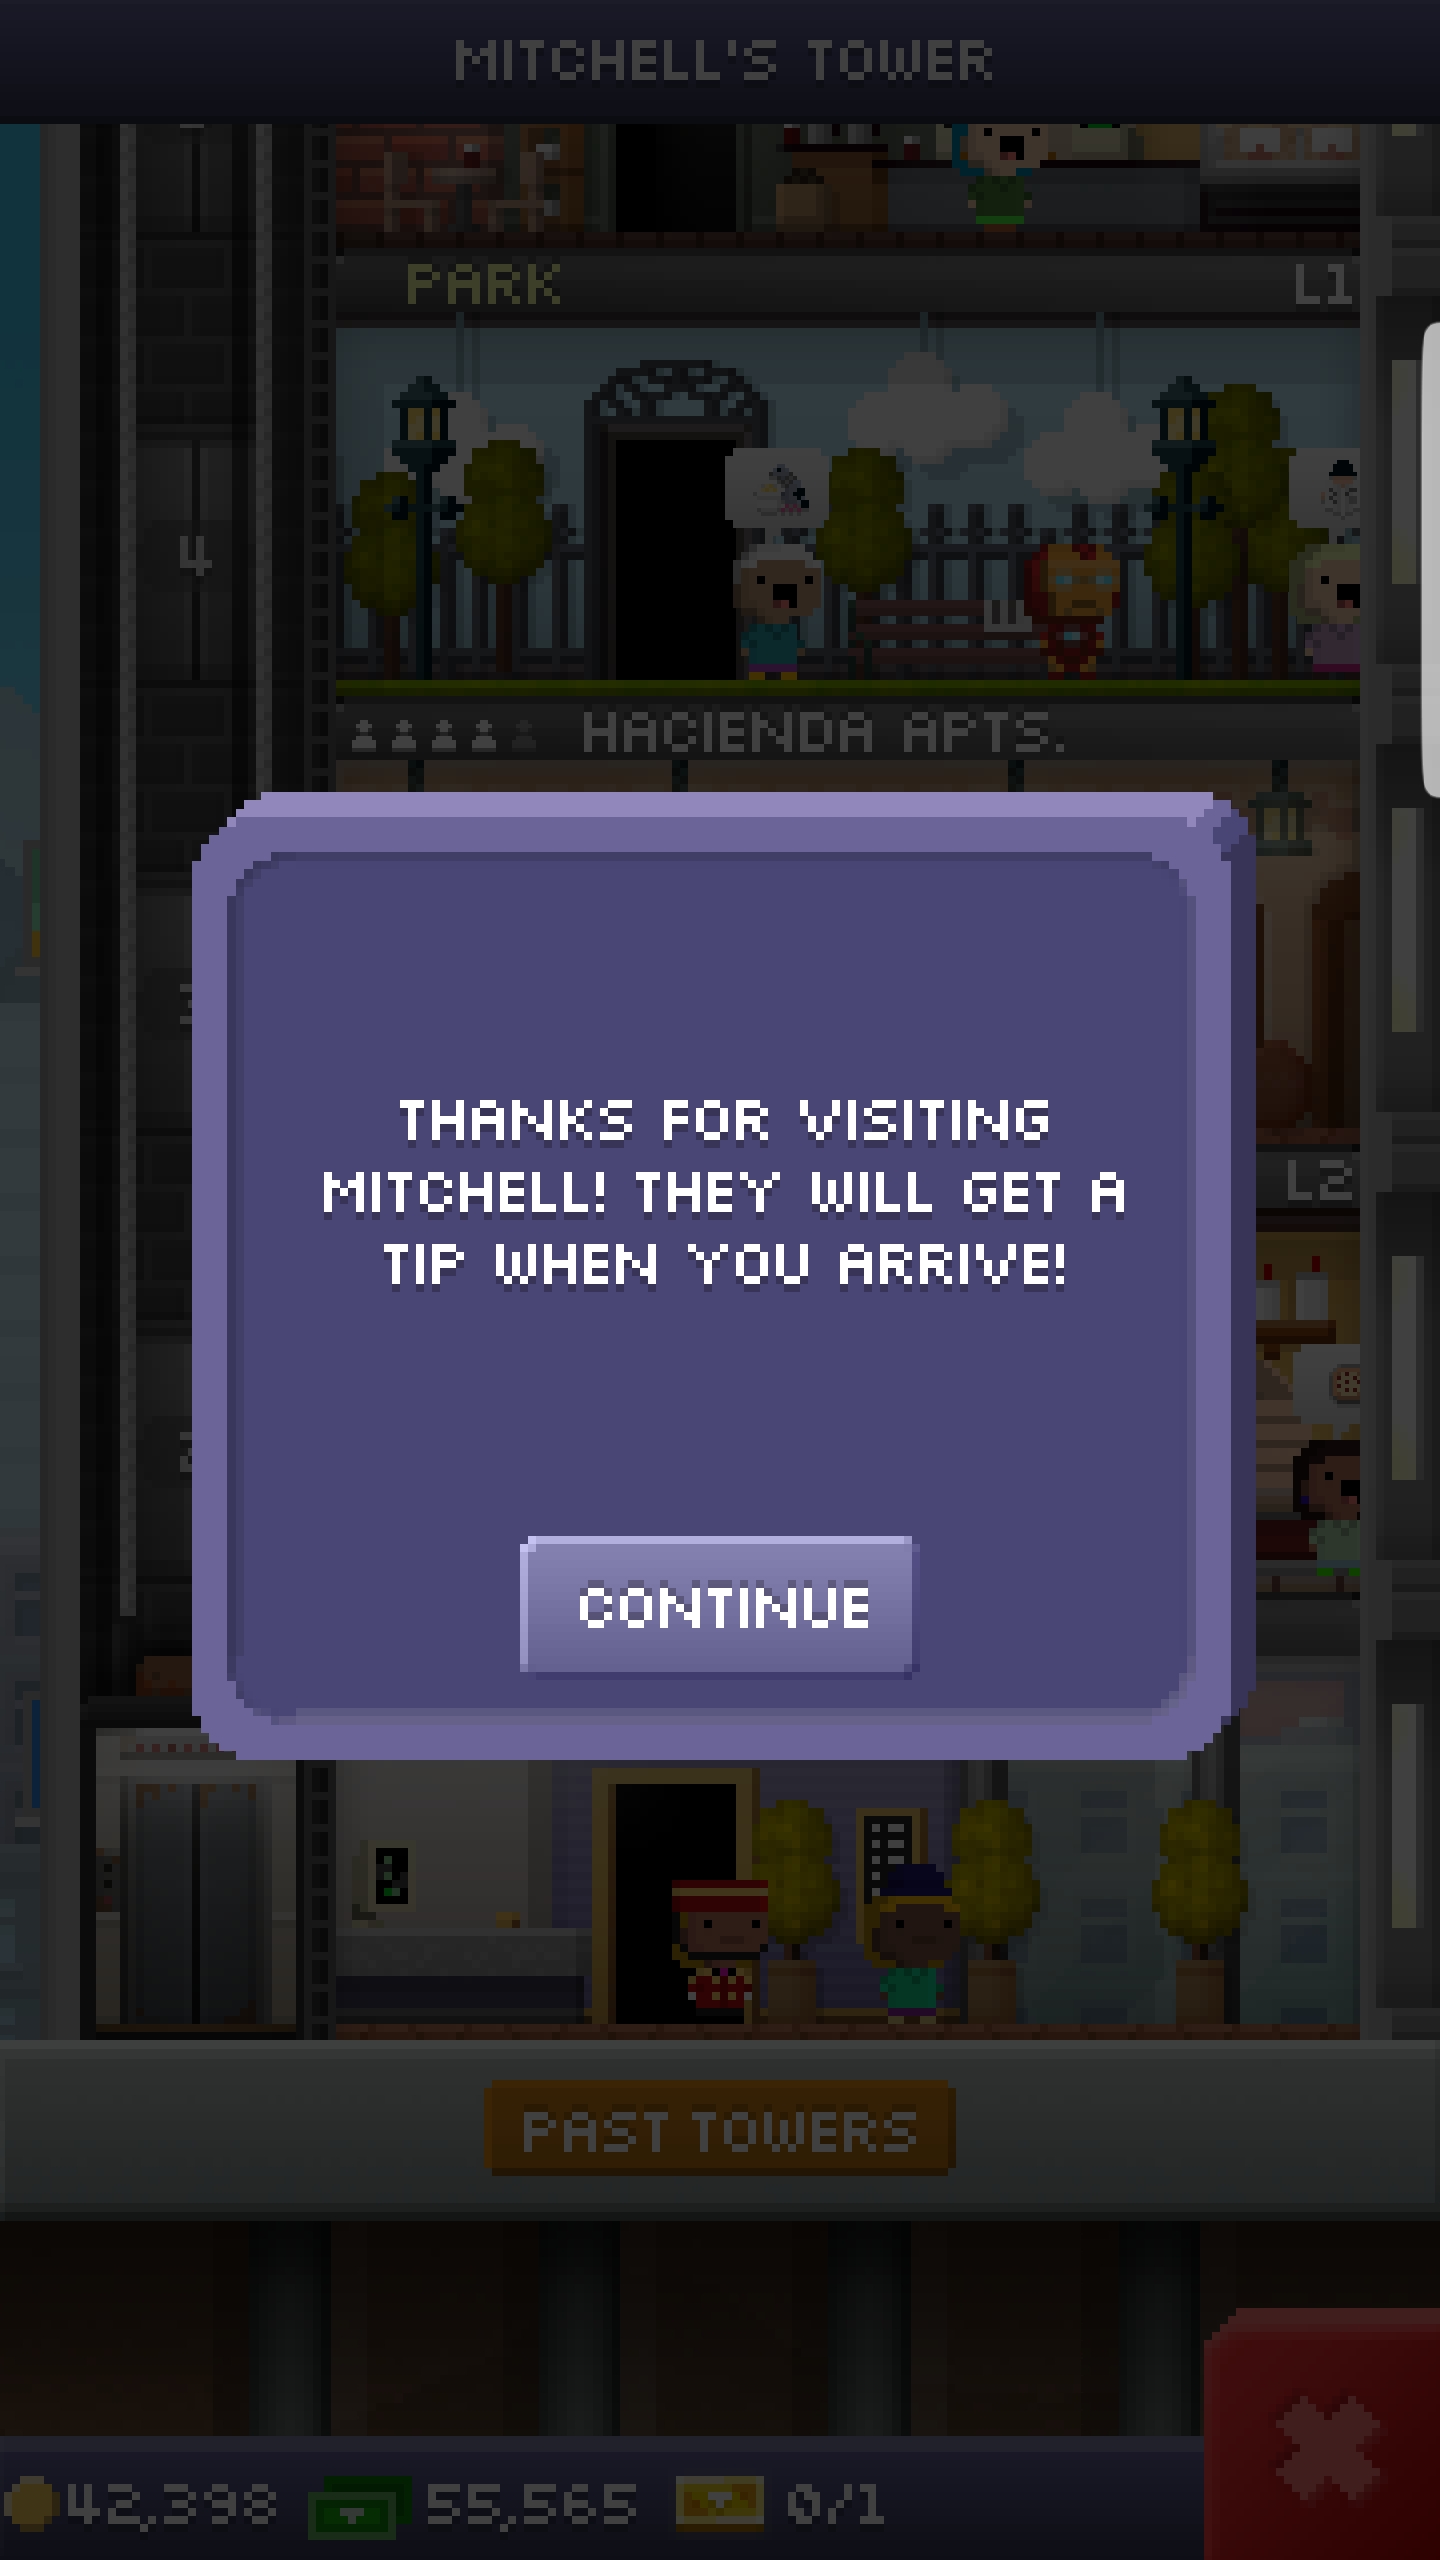 MITCHELL'S TOWER
PARK
L1
4
HACIENDA APTS.
THANKS FOR VISITING
MITCHELL! THEY WILL GET A
TIP WHEN YOU ARRIVE!
L2
CONTINUE
PAST TOWERS
42,398
55,565
0/1